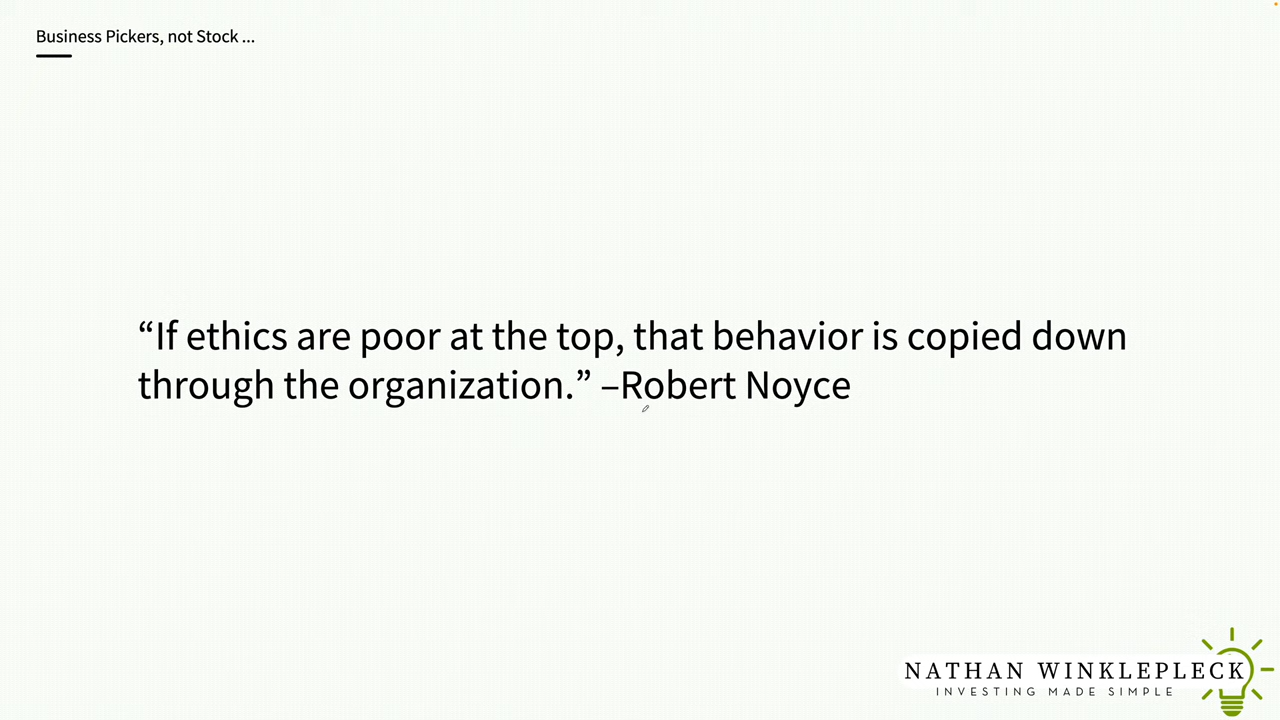 Business Pickers, not Stock ...
“If ethics are poor at the top, that behavior is copied down
through the organization.” –Robert Noyce
NATHAN WINKLEPLECK
INVESTING MADE SIMPLE